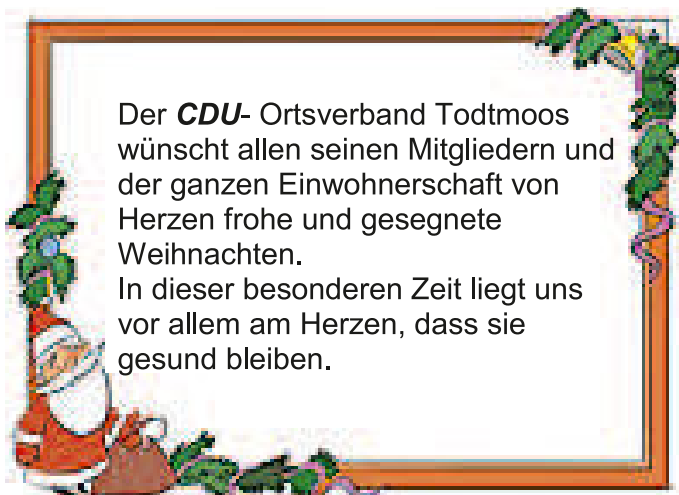 Der CDU- Ortsverband Todtmoos
wünscht allen seinen Mitgliedern und
der ganzen Einwohnerschaft von
Herzen frohe und gesegnete
Weihnachten.
In dieser besonderen Zeit liegt uns
vor allem am Herzen, dass sie
gesund bleiben.